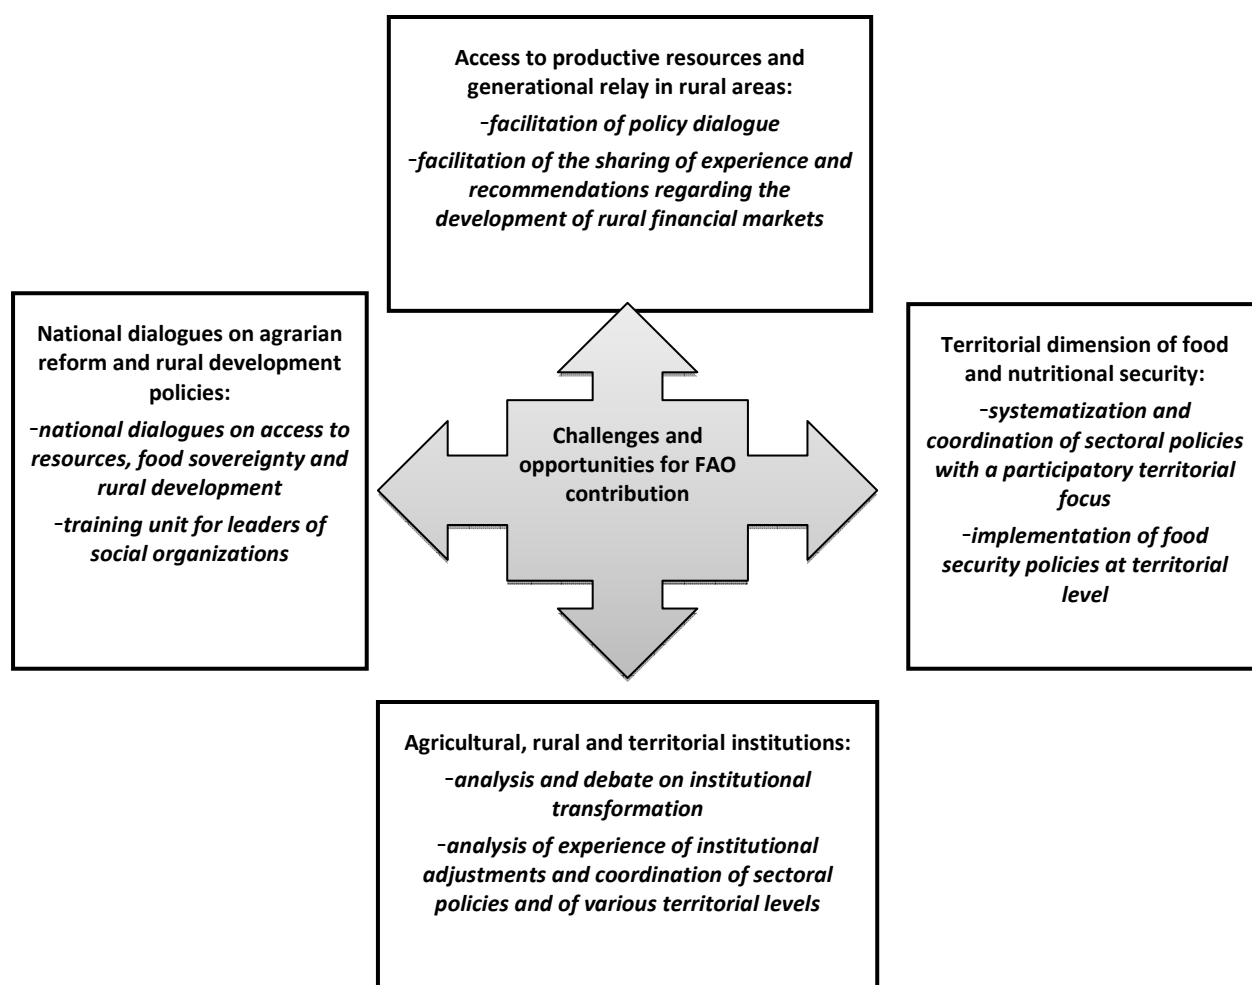 Access to productive resources and
generational relay in rural areas:
-facilitation of policy dialogue
-facilitation of the sharing of experience and
recommendations regarding the
development of rural financial markets
National dialogues on agrarian
reform and rural development
policies:
-national dialogues on access to
resources, food sovereignty and
rural development
-training unit for leaders of
social organizations
Challenges and
opportunities for FAO
contribution
Territorial dimension of food
and nutritional security:
-systematization and
coordination of sectoral policies
with a participatory territorial
focus
-implementation of food
security policies at territorial
level
Agricultural, rural and territorial institutions:
-analysis and debate on institutional
transformation
-analysis of experience of institutional
adjustments and coordination of sectoral
policies and of various territorial levels